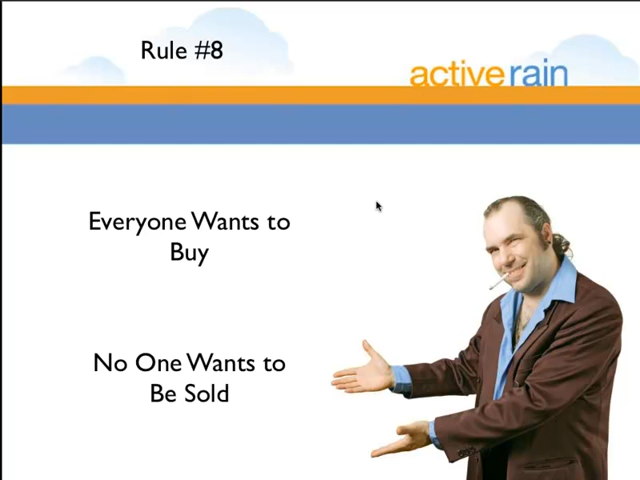 Rule #8
activerain
Everyone Wants to
Buy
No One Wants to
Be Sold